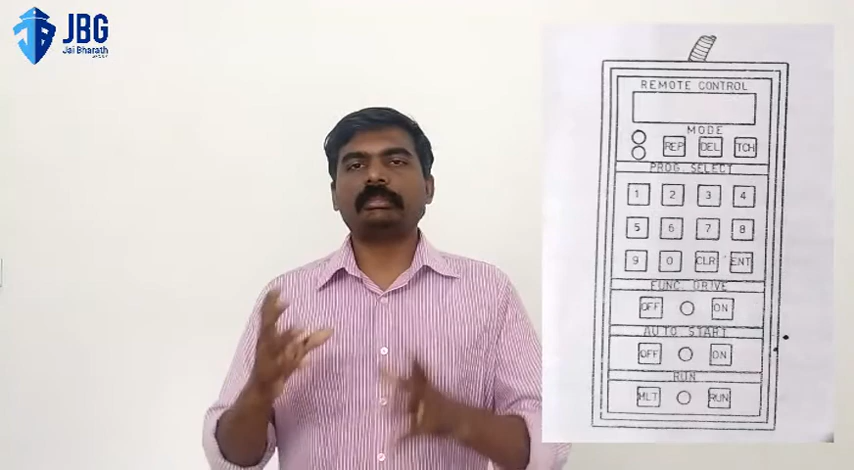 JBG
Jai Bharath
REMOTE CONTROL
MODE
REP DEL TCH
PROG. SELECT
1 2 3 4
5 6 7 8
9 0 CLR ENT
FUNC. DRIVE
OFF ON
AUTO START
OFF ON
RUN
HLT RUN